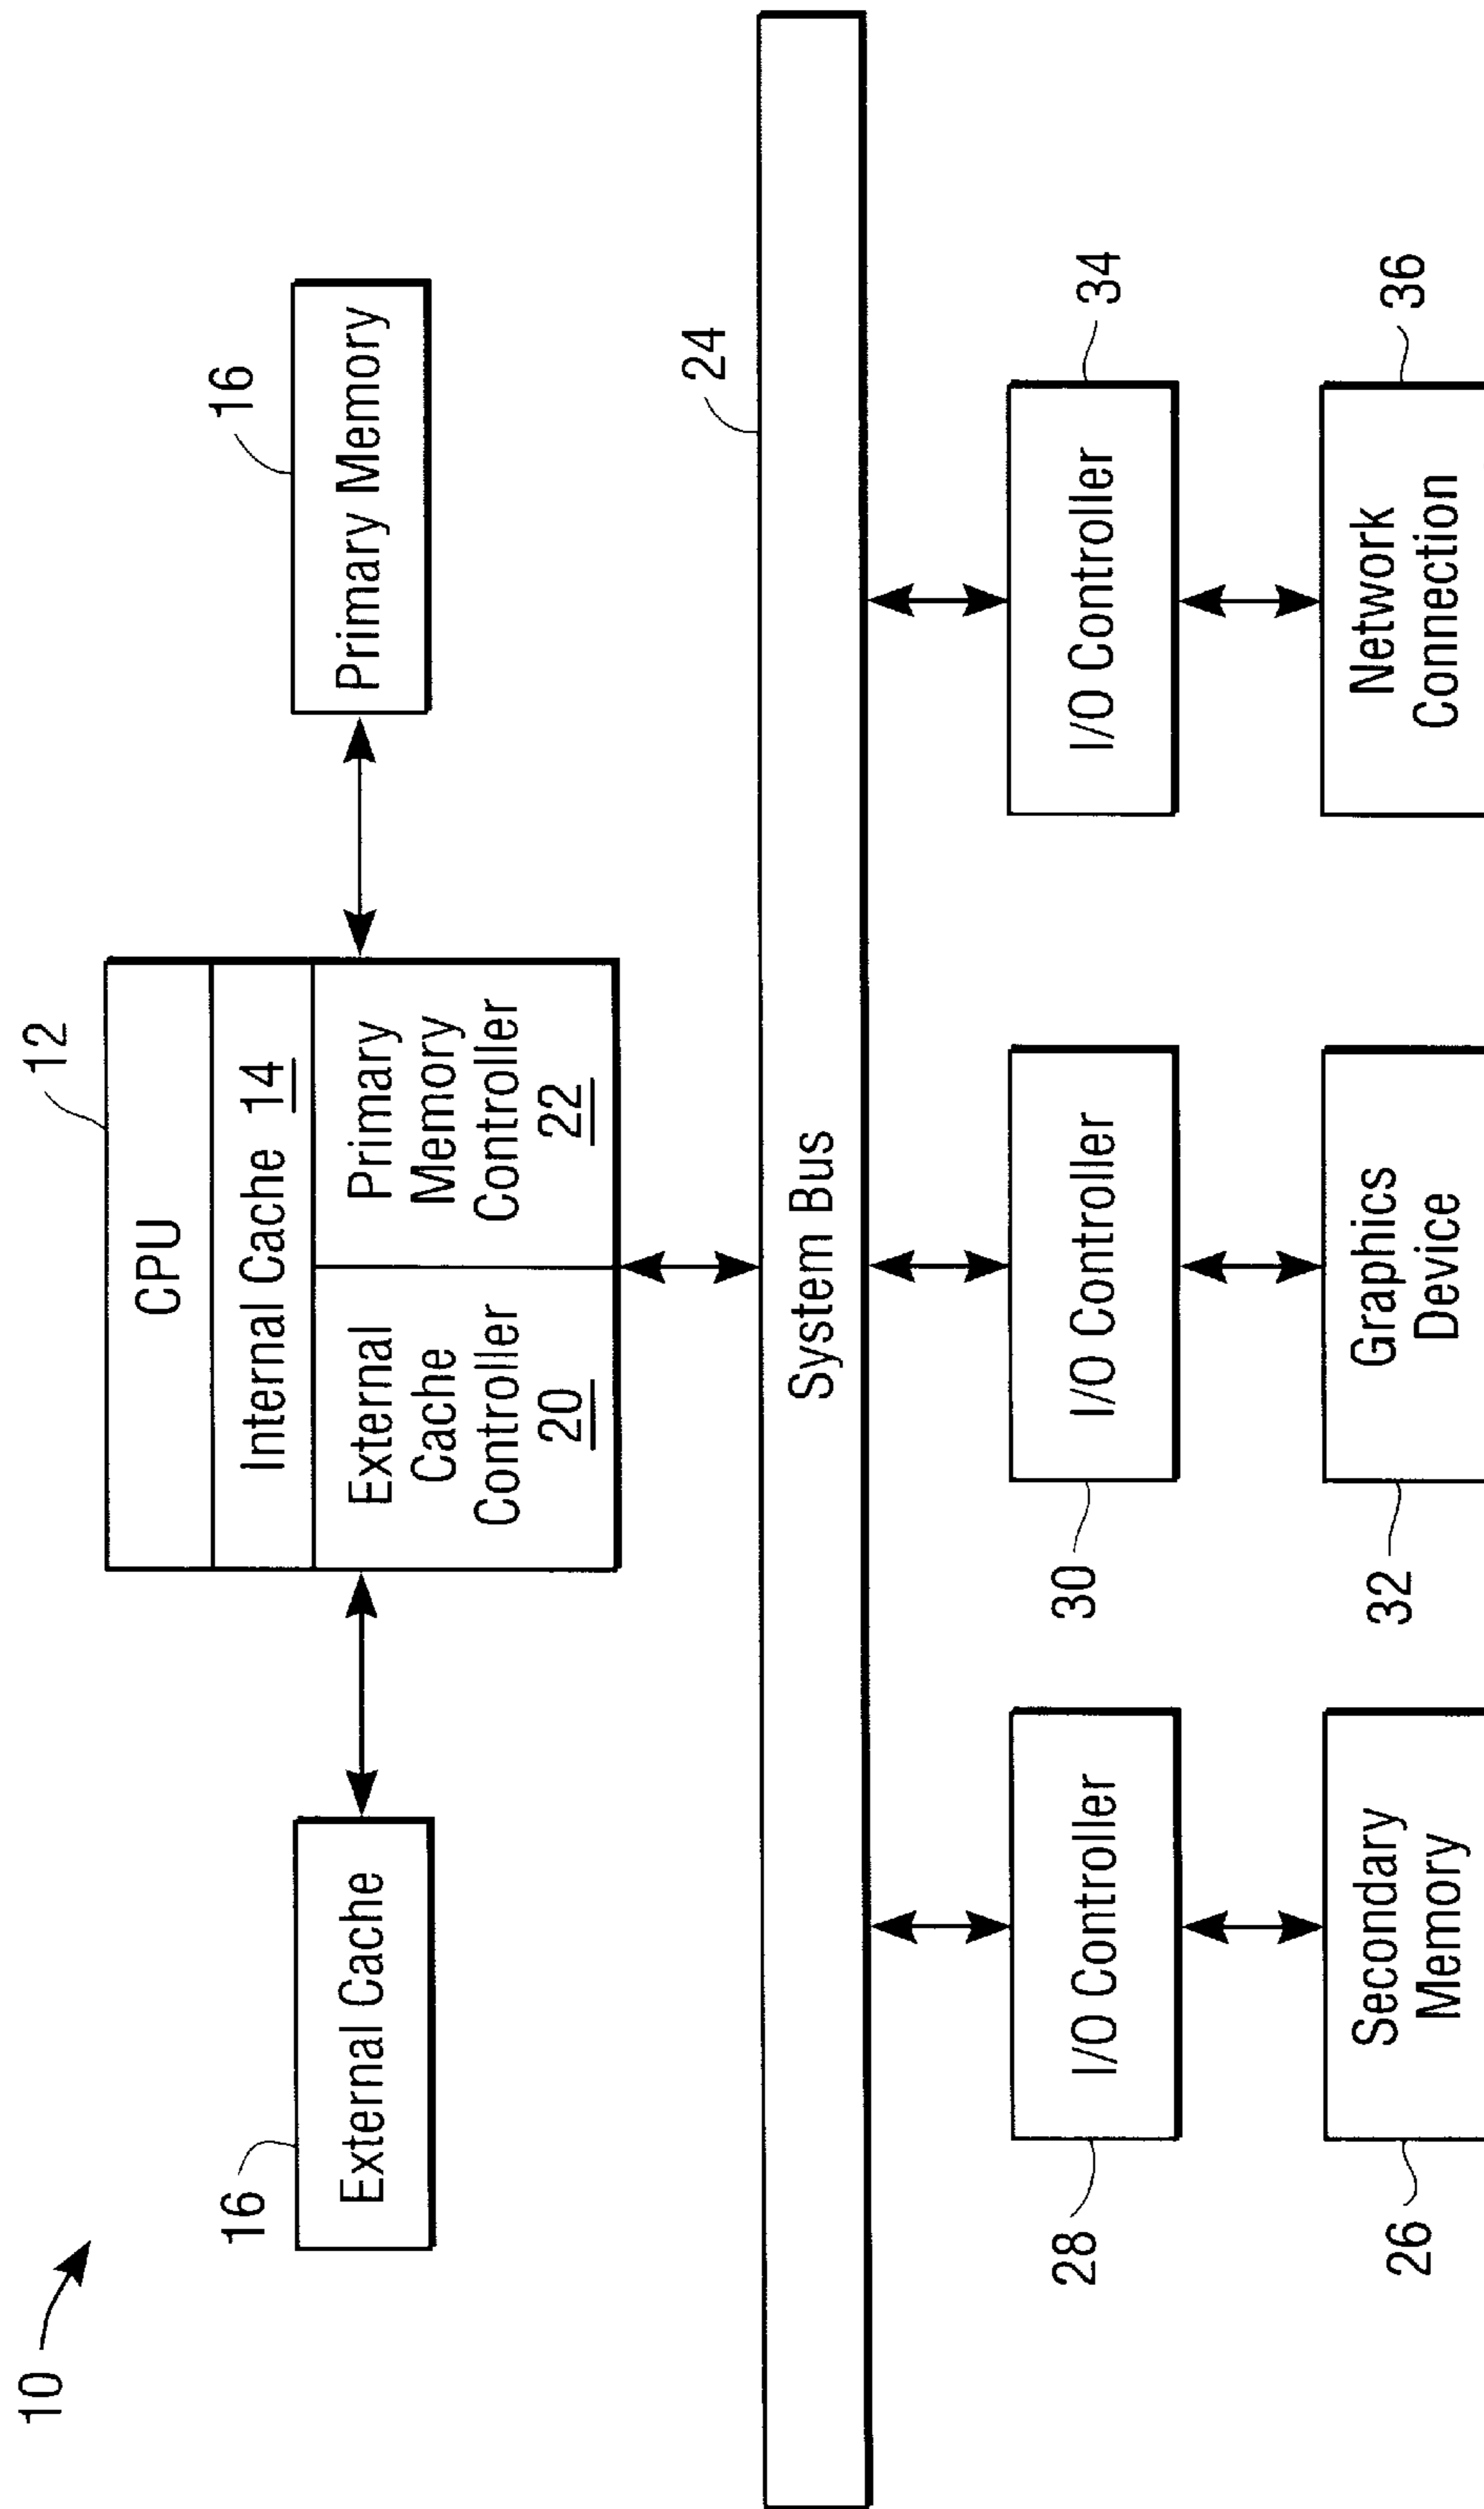 10
12
CPU
Internal Cache 14
External
Cache
Controller
20
Primary
Memory
Controller
22
16
External Cache
16
Primary Memory
24
System Bus
28
I/O Controller
30
I/O Controller
I/O Controller
34
26
Secondary
Memory
32
Graphics
Device
Network
Connection
36